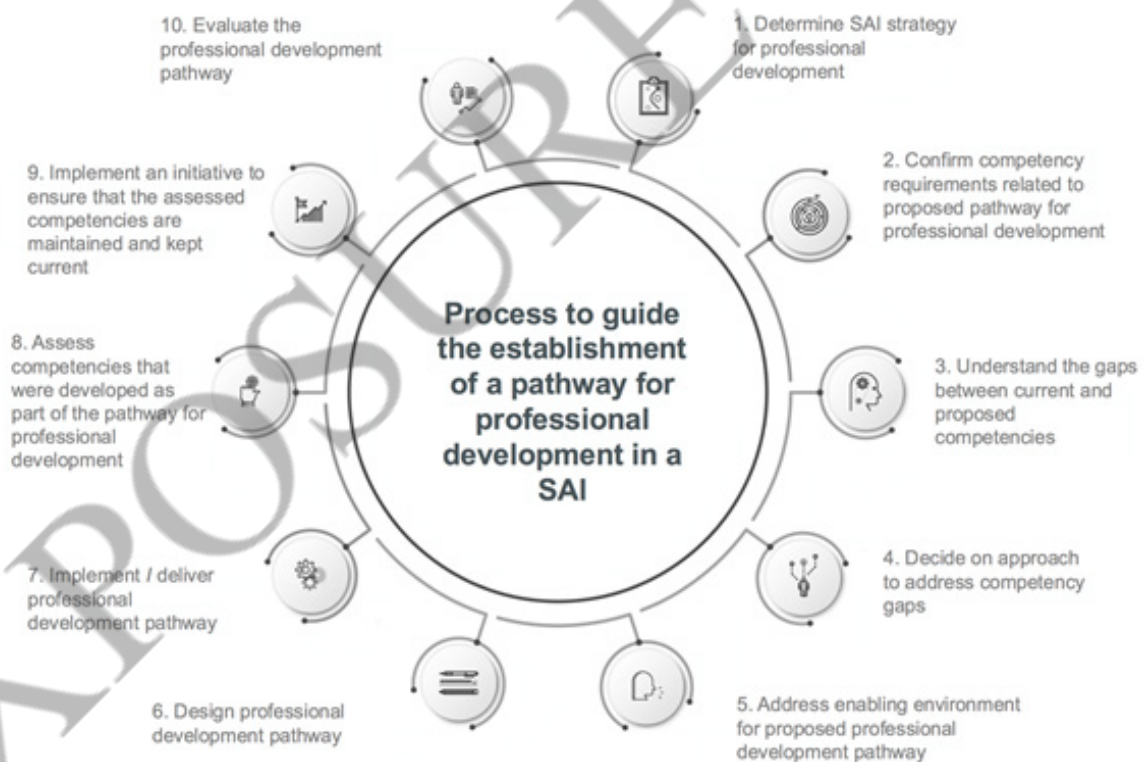 10. Evaluate the
professional development
pathway
1. Determine SAI strategy
for professional
development
9. Implement an initiative to
ensure that the assessed
competencies are
maintained and kept
current
2. Confirm competency
requirements related to
proposed pathway for
professional development
Process to guide
the establishment
of a pathway for
professional
development in a
SAI
8. Assess
competencies that
were developed as
part of the pathway for
professional
development
3. Understand the gaps
between current and
proposed
competencies
7. Implement / deliver
professional
development pathway
4. Decide on approach
to address competency
gaps
6. Design professional
development pathway
5. Address enabling environment
for proposed professional
development pathway
XPOSURE